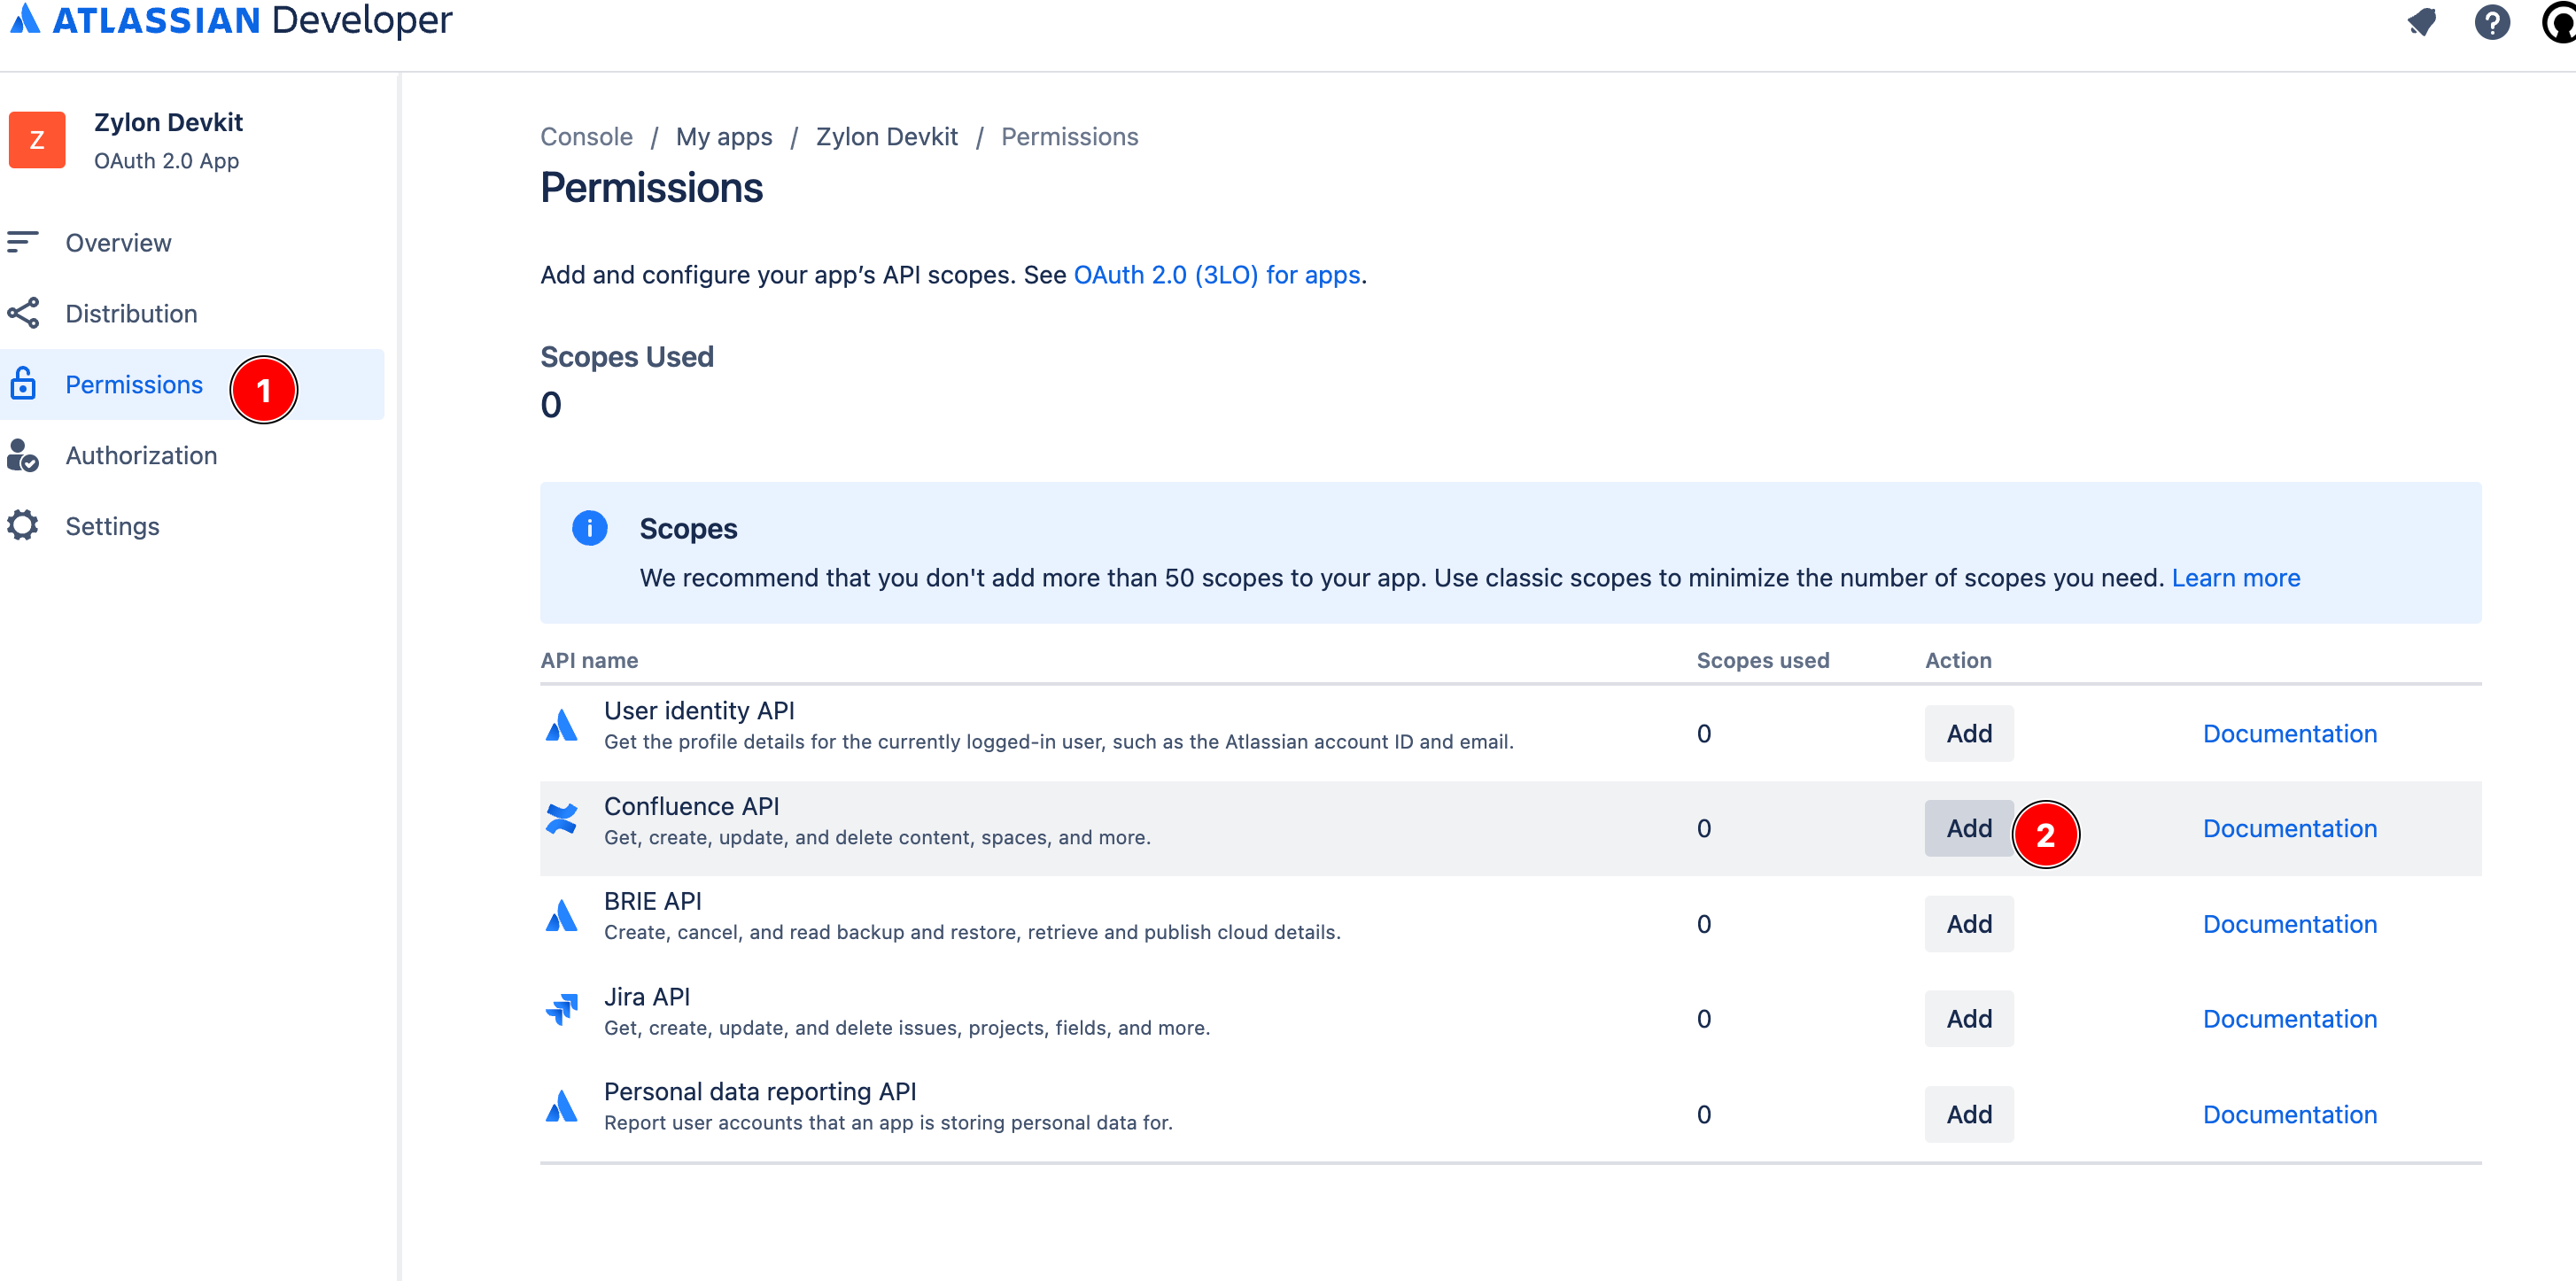 ATLASSIAN Developer
Z
Zylon Devkit
OAuth 2.0 App
Overview
Distribution
Permissions
1
Authorization
Settings
Console / My apps / Zylon Devkit / Permissions
Permissions
Add and configure your app’s API scopes. See OAuth 2.0 (3LO) for apps.
Scopes Used
0
Scopes
We recommend that you don't add more than 50 scopes to your app. Use classic scopes to minimize the number of scopes you need. Learn more
API name Scopes used Action
User identity API
Get the profile details for the currently logged-in user, such as the Atlassian account ID and email.
0 Add Documentation
Confluence API
Get, create, update, and delete content, spaces, and more.
0 Add 2 Documentation
BRIE API
Create, cancel, and read backup and restore, retrieve and publish cloud details.
0 Add Documentation
Jira API
Get, create, update, and delete issues, projects, fields, and more.
0 Add Documentation
Personal data reporting API
Report user accounts that an app is storing personal data for.
0 Add Documentation